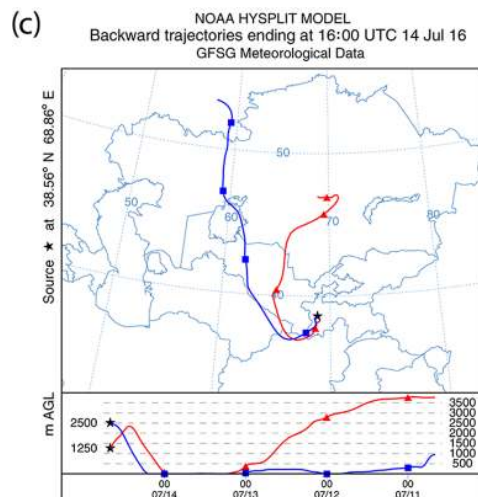 (c)
NOAA HYSPLIT MODEL
Backward trajectories ending at 16:00 UTC 14 Jul 16
GFSG Meteorological Data
Source ★ at 38.56° N 68.86° E
50
50
60
70
80
m AGL
2500
1250
3500
3000
2500
2000
1500
1000
500
00 00 00 00
07/14 07/13 07/12 07/11